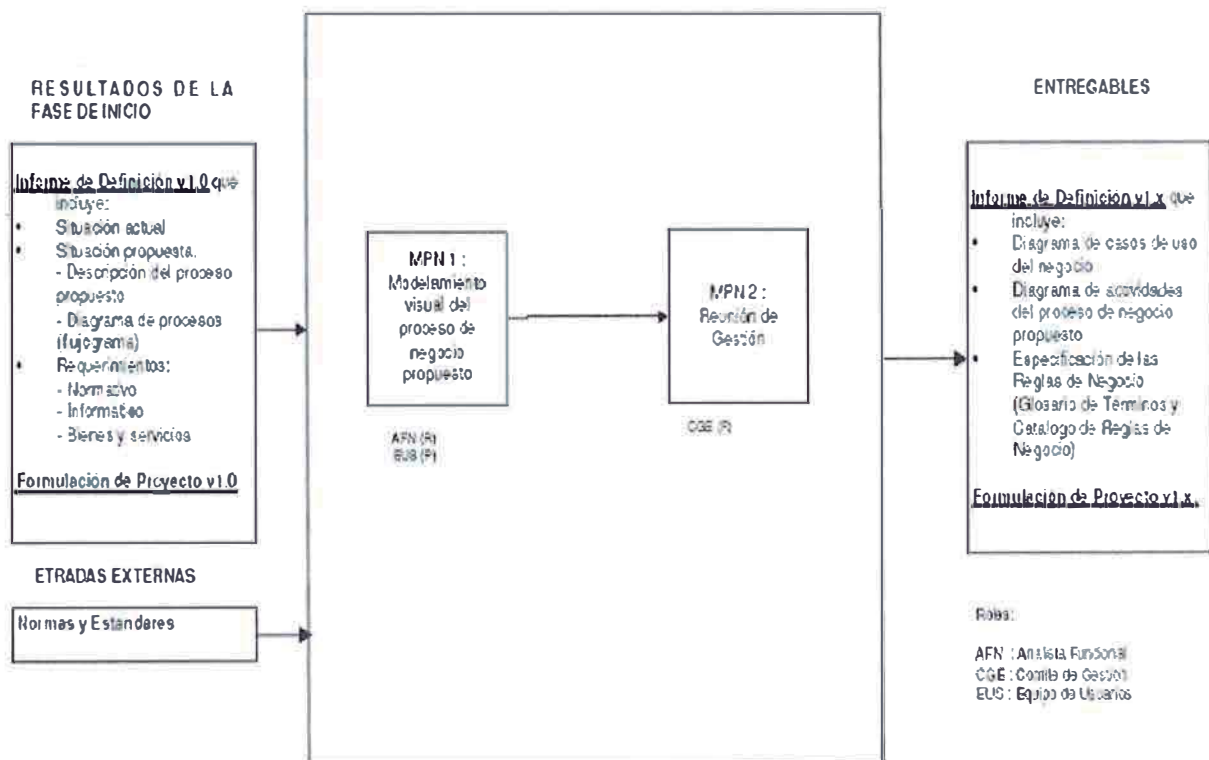 RESULTADOS DE LA
FASE DE INICIO
Informe de Definición v1.0 que
incluye:
• Situación actual
• Situación propuesta:
- Descripción del proceso
propuesto
- Diagrama de procesos
(flujograma)
• Requerimientos:
- Normativo
- Informativo
- Bienes y servicios
Formulación de Proyecto v1.0
ETRADAS EXTERNAS
Normas y Estandares
MPN 1 :
Modelamiento
visual del
proceso de
negocio
propuesto
AFN (R)
EUS (P)
MPN 2 :
Reunión de
Gestión
CGE (P)
ENTREGABLES
Informe de Definición v1.x que
incluye:
• Diagrama de casos de uso
del negocio
• Diagrama de actividades
del proceso de negocio
propuesto
• Especificación de las
Reglas de Negocio
(Glosario de Términos y
Catalogo de Reglas de
Negocio)
Formulación de Proyecto v1.x.
Roles:
AFN : Analista Funcional
CGE : Comite de Gestión
EUS : Equipo de Usuarios